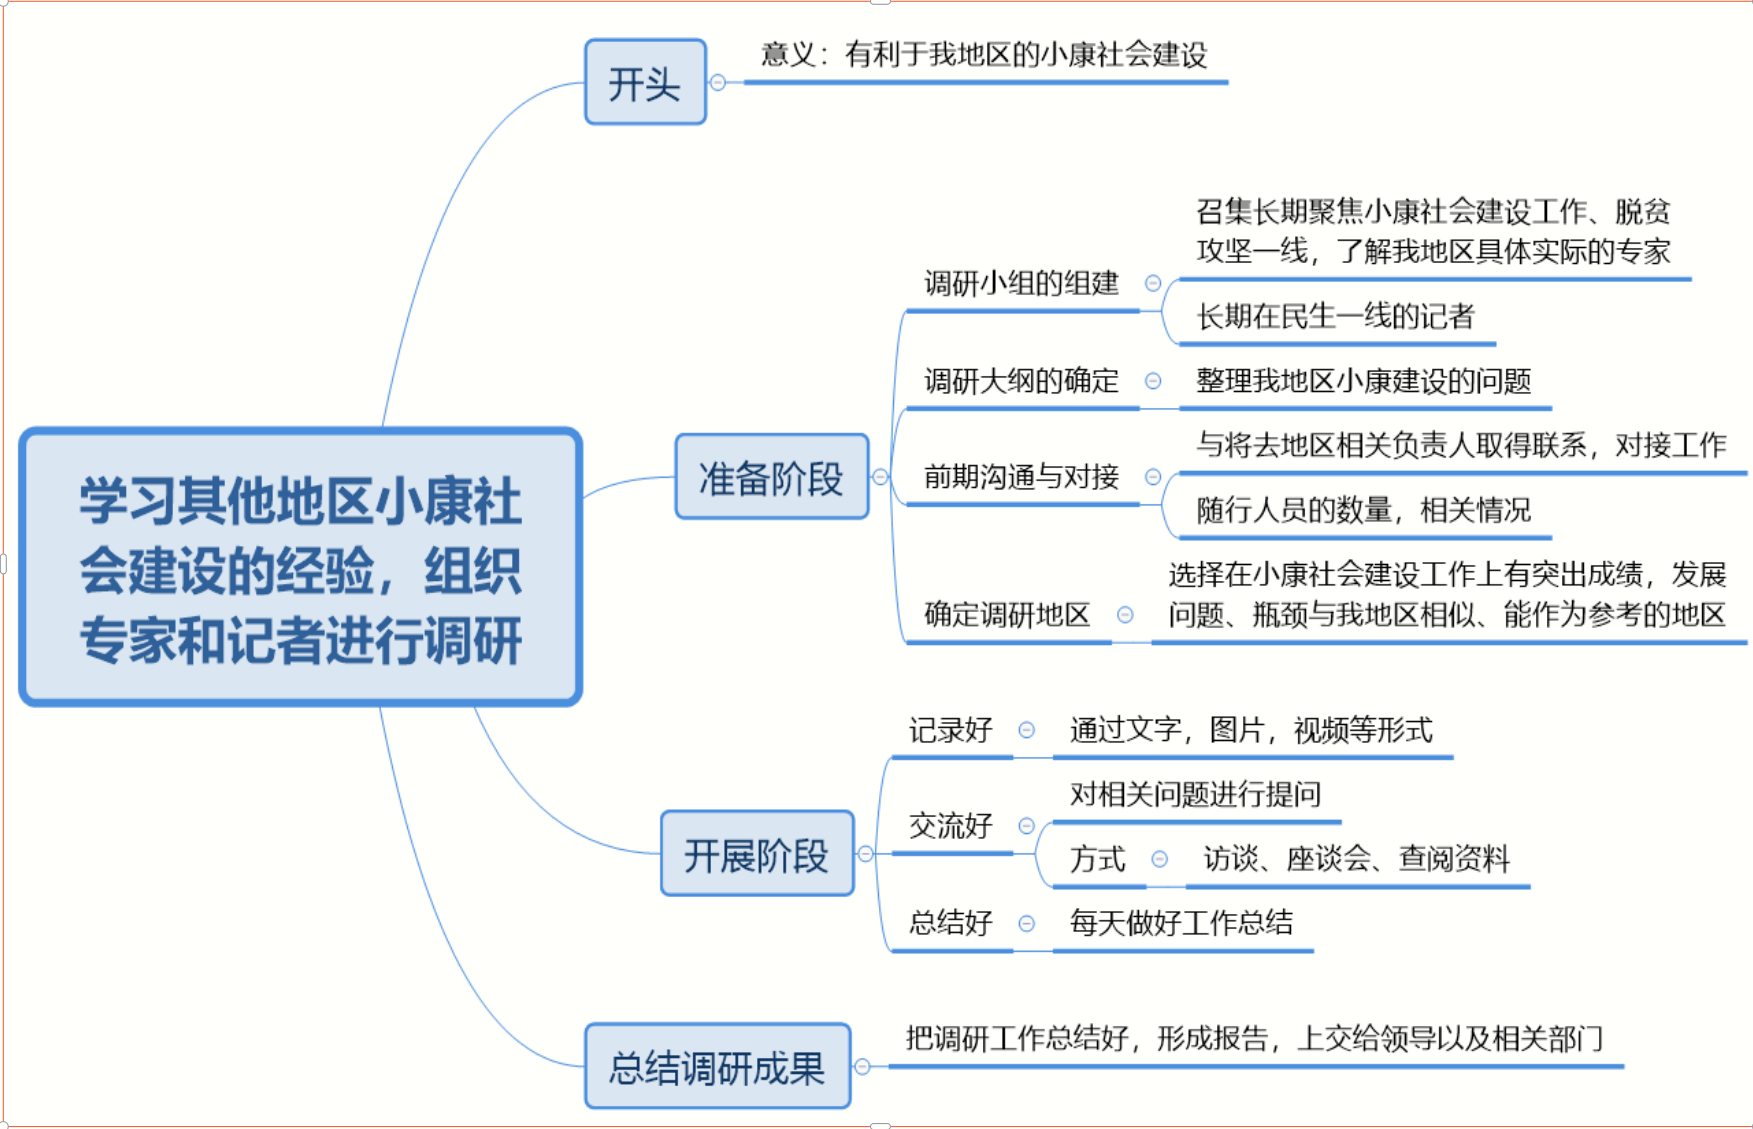 开头
意义：有利于我地区的小康社会建设
学习其他地区小康社
会建设的经验，组织
专家和记者进行调研
准备阶段
调研小组的组建
召集长期聚焦小康社会建设工作、脱贫
攻坚一线，了解我地区具体实际的专家
长期在民生一线的记者
调研大纲的确定
整理我地区小康建设的问题
前期沟通与对接
与将去地区相关负责人取得联系，对接工作
随行人员的数量，相关情况
确定调研地区
选择在小康社会建设工作上有突出成绩，发展
问题、瓶颈与我地区相似、能作为参考的地区
开展阶段
记录好
通过文字，图片，视频等形式
交流好
对相关问题进行提问
方式
访谈、座谈会、查阅资料
总结好
每天做好工作总结
总结调研成果
把调研工作总结好，形成报告，上交给领导以及相关部门